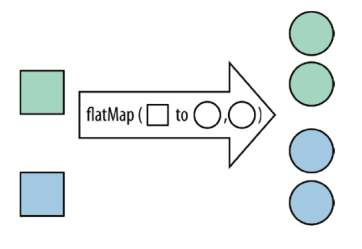 flatMap ( to , )